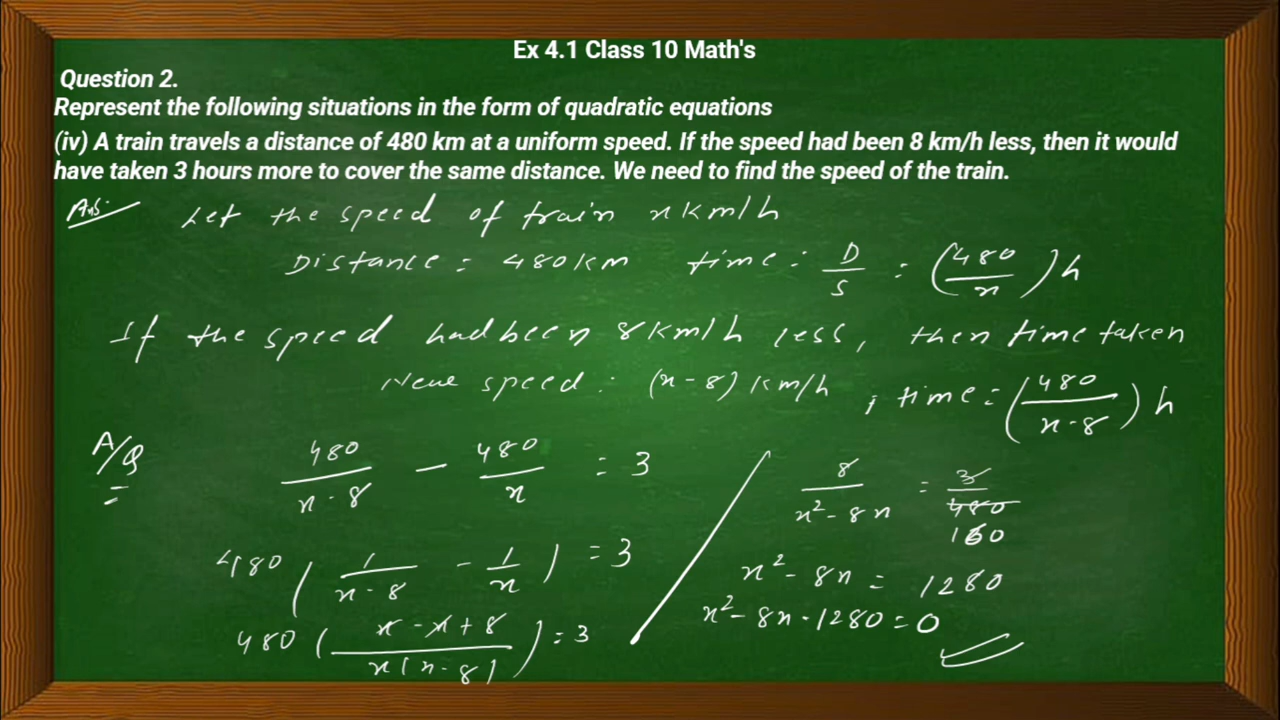 Ex 4.1 Class 10 Math's
Question 2.
Represent the following situations in the form of quadratic equations
(iv) A train travels a distance of 480 km at a uniform speed. If the speed had been 8 km/h less, then it would
have taken 3 hours more to cover the same distance. We need to find the speed of the train.
Ans: Let the speed of train x km/h
Distance = 480 km time = D/S = (480/x) h
If the speed had been 8 km/h less, then time taken
New speed = (x-8) km/h , time = (480/x-8) h
A/Q 480/x-8 - 480/x = 3
480 (1/x-8 - 1/x) = 3
480 (x-x+8/x(x-8)) = 3
8/x²-8x = 3/480
160
x²-8x = 1280
x²-8x-1280=0